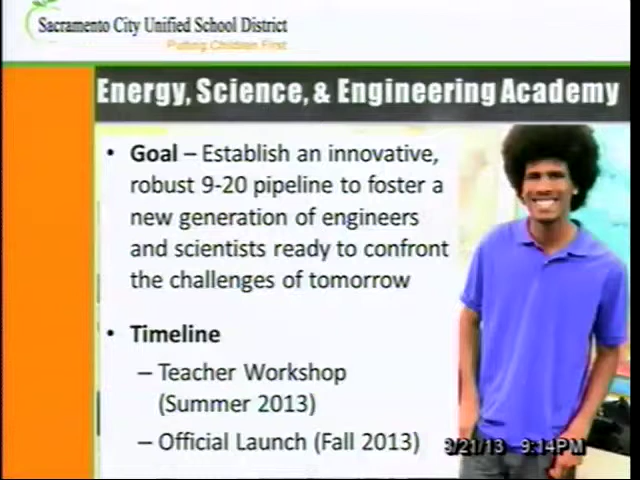 Sacramento City Unified School District
Putting Children First
Energy, Science, & Engineering Academy
• Goal – Establish an innovative,
robust 9-20 pipeline to foster a
new generation of engineers
and scientists ready to confront
the challenges of tomorrow
• Timeline
– Teacher Workshop
(Summer 2013)
– Official Launch (Fall 2013)
3/21/13 9:14PM